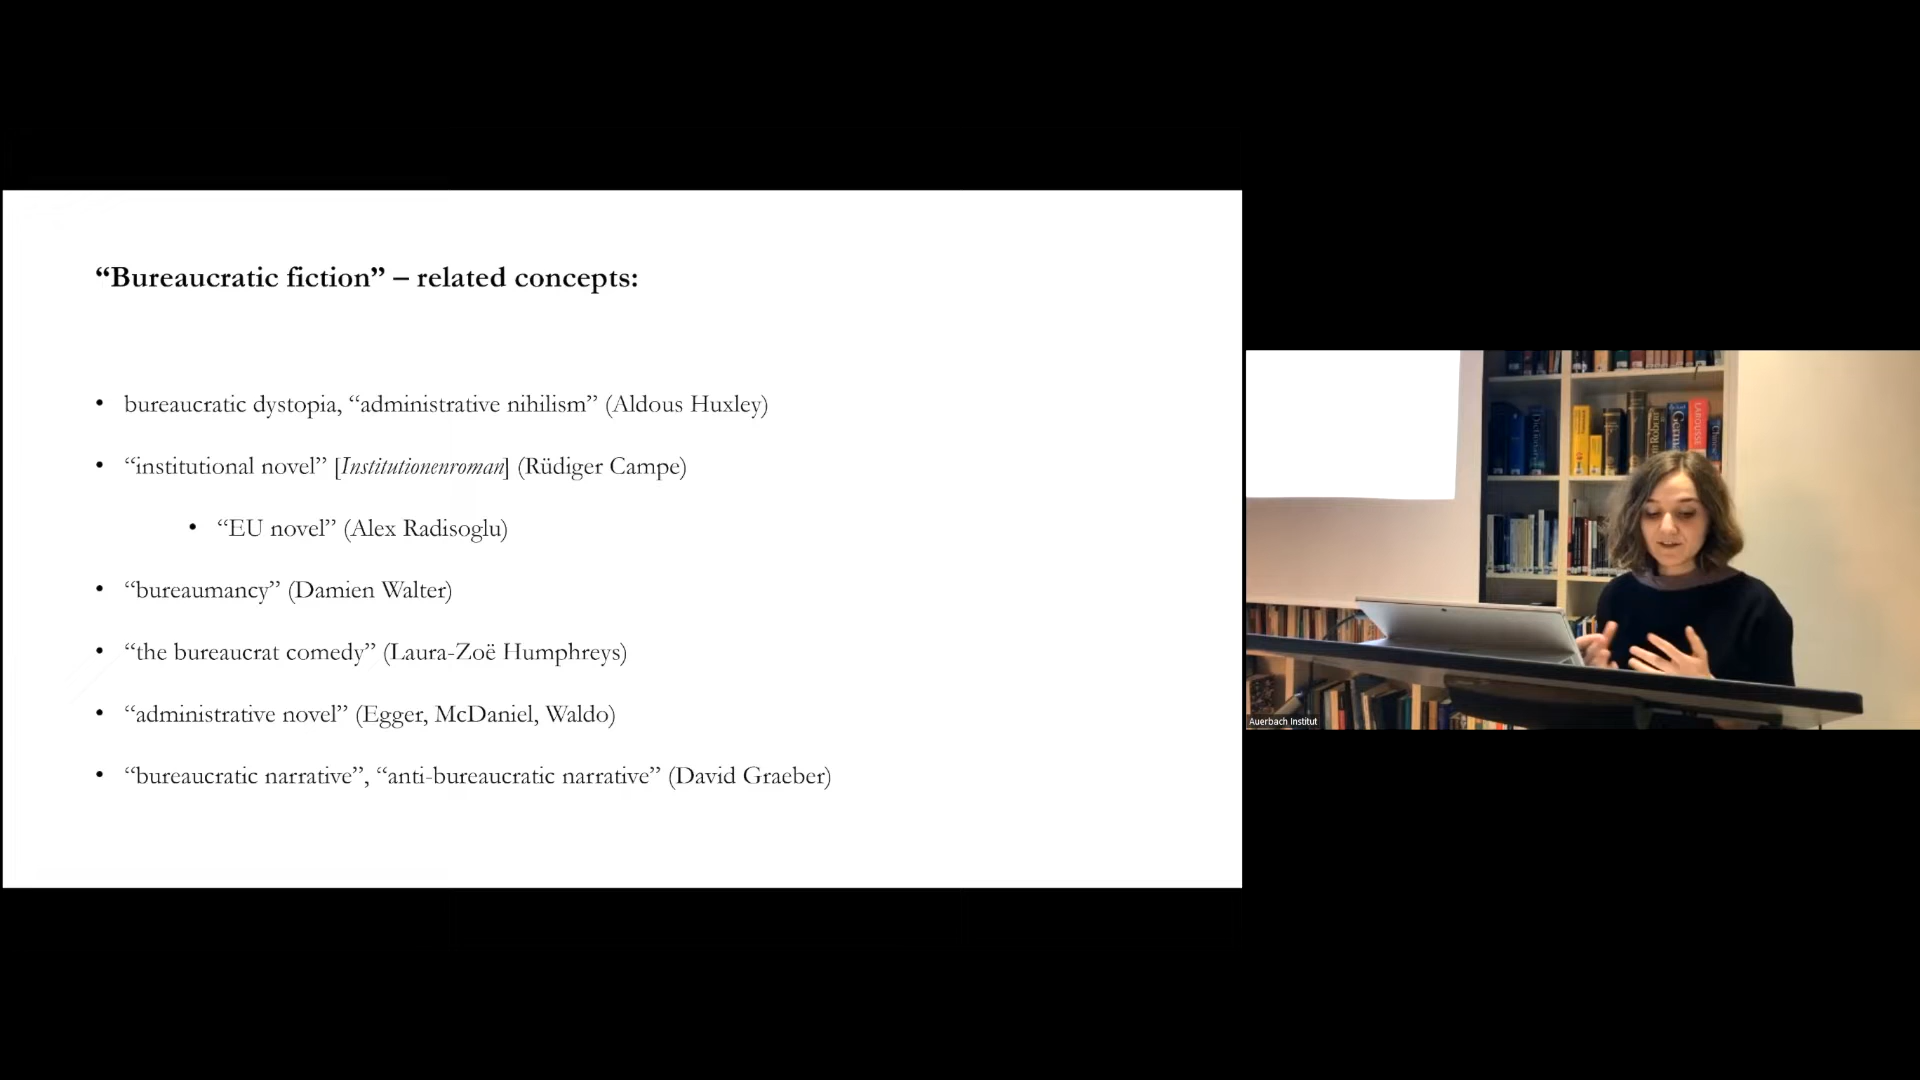 “Bureaucratic fiction” – related concepts:
• bureaucratic dystopia, “administrative nihilism” (Aldous Huxley)
• “institutional novel” [Institutionenroman] (Rüdiger Campe)
• “EU novel” (Alex Radisoglu)
• “bureaumancy” (Damien Walter)
• “the bureaucrat comedy” (Laura-Zoë Humphreys)
• “administrative novel” (Egger, McDaniel, Waldo)
• “bureaucratic narrative”, “anti-bureaucratic narrative” (David Graeber)
LAROUSSE
Auerbach Institut